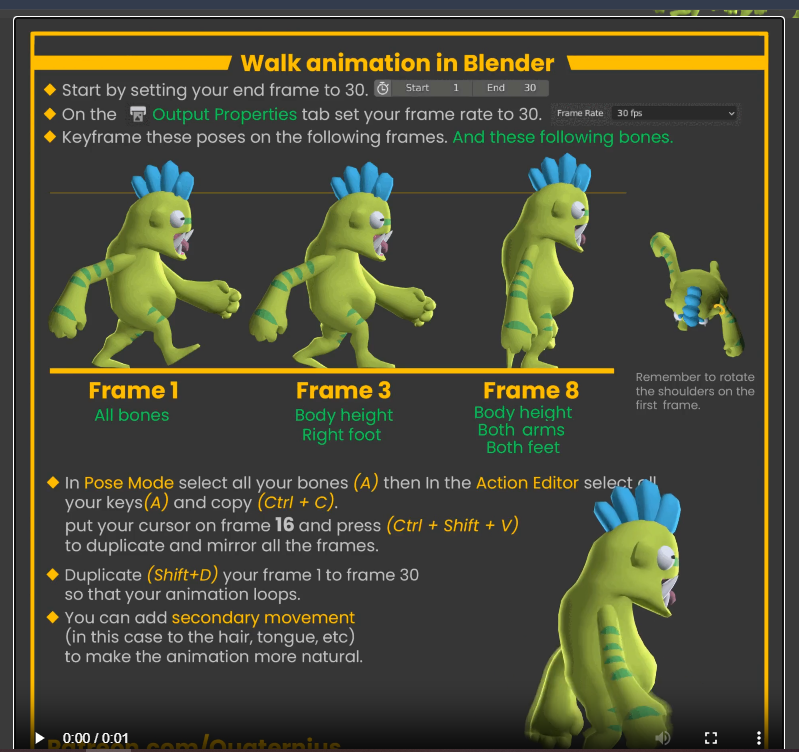 Walk animation in Blender
Start by setting your end frame to 30. Start 1 End 30
On the Output Properties tab set your frame rate to 30. Frame Rate 30 fps
Keyframe these poses on the following frames. And these following bones.
Frame 1
All bones
Frame 3
Body height
Right foot
Frame 8
Body height
Both arms
Both feet
Remember to rotate
the shoulders on the
first frame.
In Pose Mode select all your bones (A) then In the Action Editor select all
your keys(A) and copy (Ctrl + C).
put your cursor on frame 16 and press (Ctrl + Shift + V)
to duplicate and mirror all the frames.
Duplicate (Shift+D) your frame 1 to frame 30
so that your animation loops.
You can add secondary movement
(in this case to the hair, tongue, etc)
to make the animation more natural.
Patreon.com/Quaternius
0:00 / 0:01